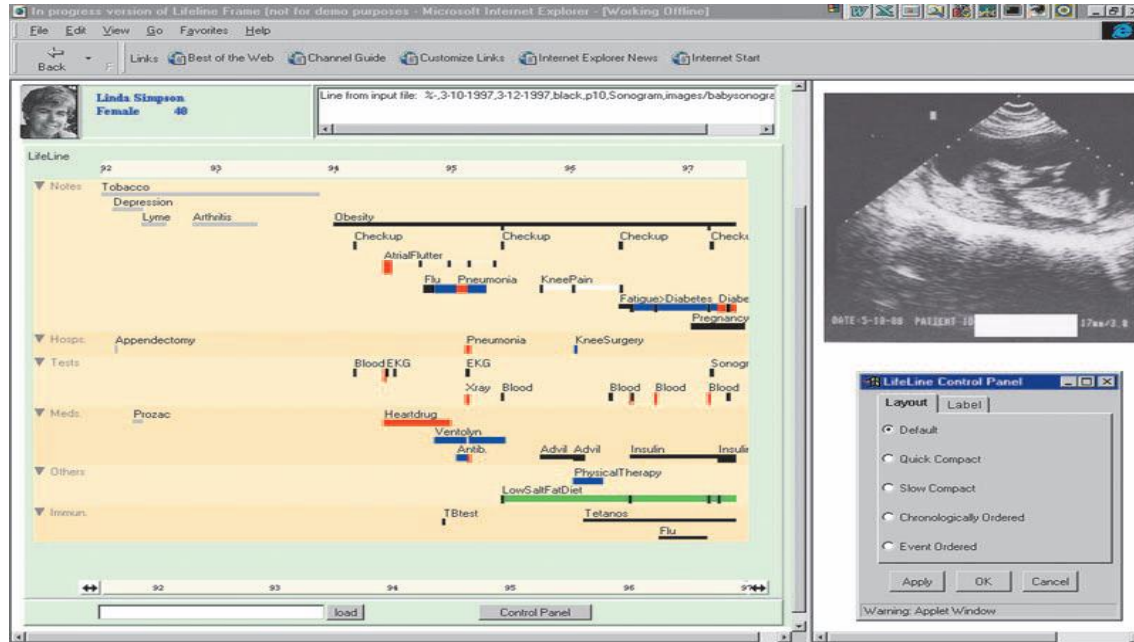 In progress version of Lifeline Frame (not for demo purposes - Microsoft Internet Explorer - [Working Offline]
File Edit View Go Favorites Help
Back
Links Best of the Web Channel Guide Customize Links Internet Explorer News Internet Start
Linda Simpson
Female 40
Line from input file: %-,3-10-1997,3-12-1997,black,p10,Sonogram,images/babysonogra
LifeLine
92 93 94 95 96 97
Notes Tobacco
Depression
Lyme Arthritis Obesity
Checkup Checkup Checkup Checku
AtrialFlutter
Flu Pneumonia KneePain
Fatigue>Diabetes Diabe
Pregnancy
Hosps. Appendectomy Pneumonia KneeSurgery
Tests Blood EKG EKG Sonogr
Xray Blood Blood Blood Blood
Meds. Prozac Heartdrug
Ventolyn
Antib. Advil Advil Insulin Insulin
Others PhysicalTherapy
LowSaltFatDiet
Immun. TBtest Tetanos
Flu
92 93 94 95 96 97
load Control Panel
DATE-5-10-88 PATIENT ID 17mm/3.0
LifeLine Control Panel
Layout Label
Default
Quick Compact
Slow Compact
Chronologically Ordered
Event Ordered
Apply OK Cancel
Warning: Applet Window